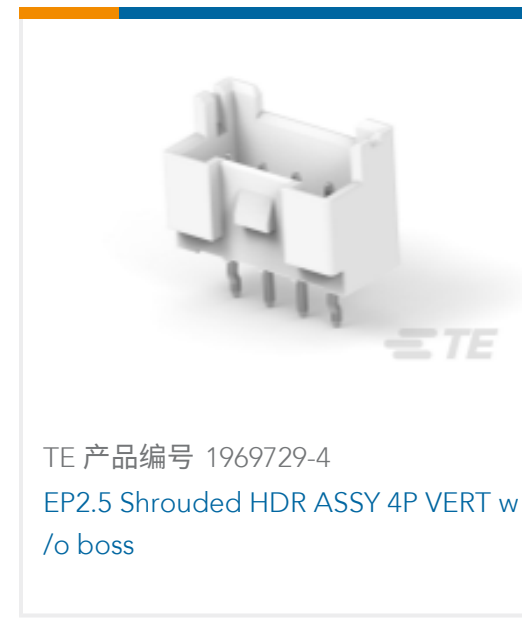 TE
TE 产品编号 1969729-4
EP2.5 Shrouded HDR ASSY 4P VERT w
/o boss